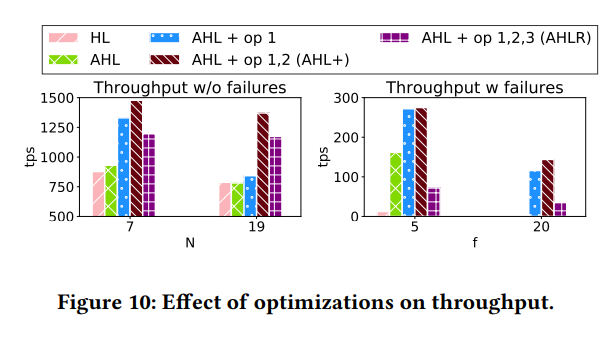 HL
AHL
AHL + op 1
AHL + op 1,2 (AHL+)
AHL + op 1,2,3 (AHLR)
Throughput w/o failures
1500
1250
1000
750
500
tps
7
19
N
Throughput w failures
300
200
100
0
tps
5
20
f
Figure 10: Effect of optimizations on throughput.